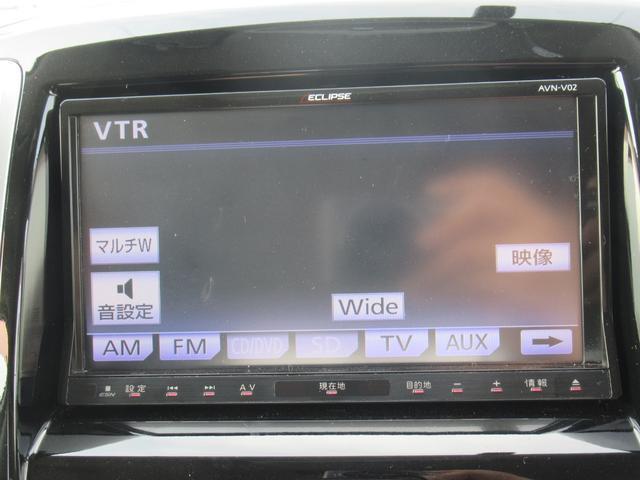 ECLIPSE
AVN-V02
VTR
マルチW
映像
音設定
Wide
AM FM CD/DVD SD TV AUX
ESN 設定 AV 現在地 目的地 − + 情報